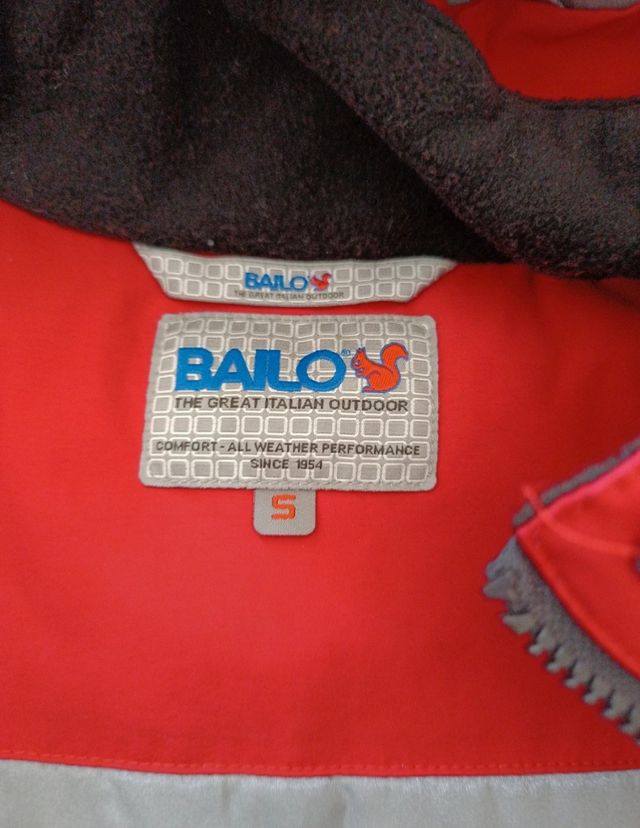 BAILO
THE GREAT ITALIAN OUTDOOR
BAILO®
THE GREAT ITALIAN OUTDOOR
COMFORT - ALL WEATHER PERFORMANCE
SINCE 1954
S